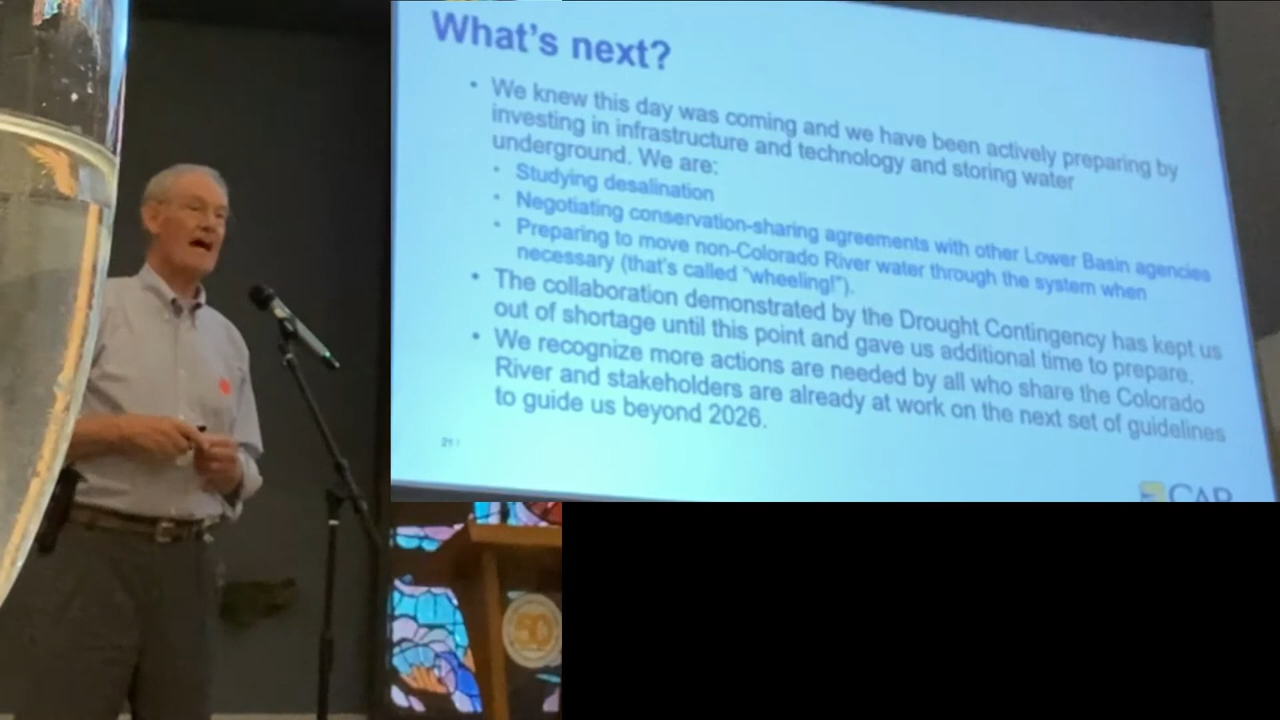 What's next?
• We knew this day was coming and we have been actively preparing by
investing in infrastructure and technology and storing water
underground. We are:
• Studying desalination
• Negotiating conservation-sharing agreements with other Lower Basin agencies
• Preparing to move non-Colorado River water through the system when
necessary (that's called "wheeling!").
• The collaboration demonstrated by the Drought Contingency has kept us
out of shortage until this point and gave us additional time to prepare.
• We recognize more actions are needed by all who share the Colorado
River and stakeholders are already at work on the next set of guidelines
to guide us beyond 2026.
21 |
CAP
50